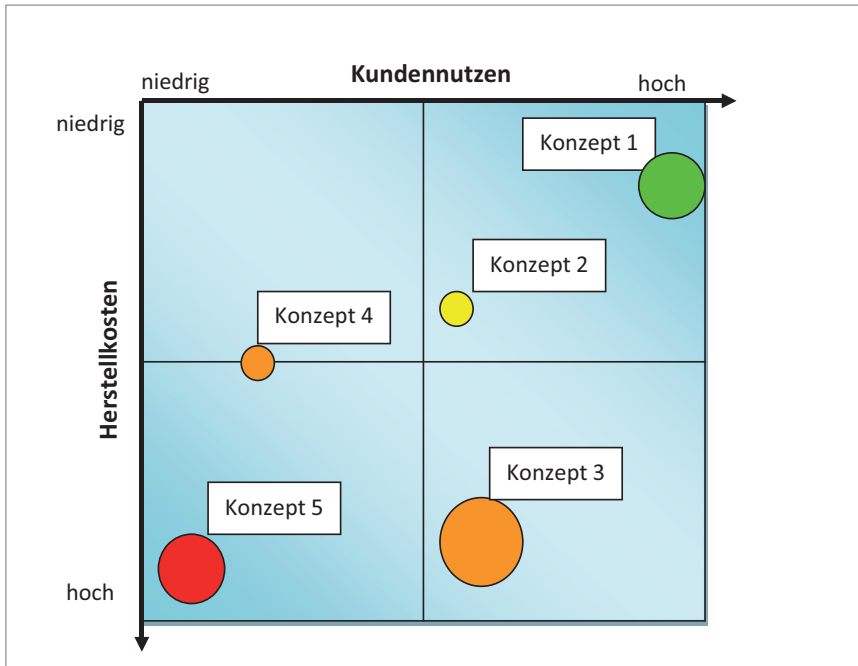 Kundennutzen
niedrig
hoch
niedrig
Konzept 1
Konzept 2
Konzept 4
Herstellkosten
Konzept 3
Konzept 5
hoch